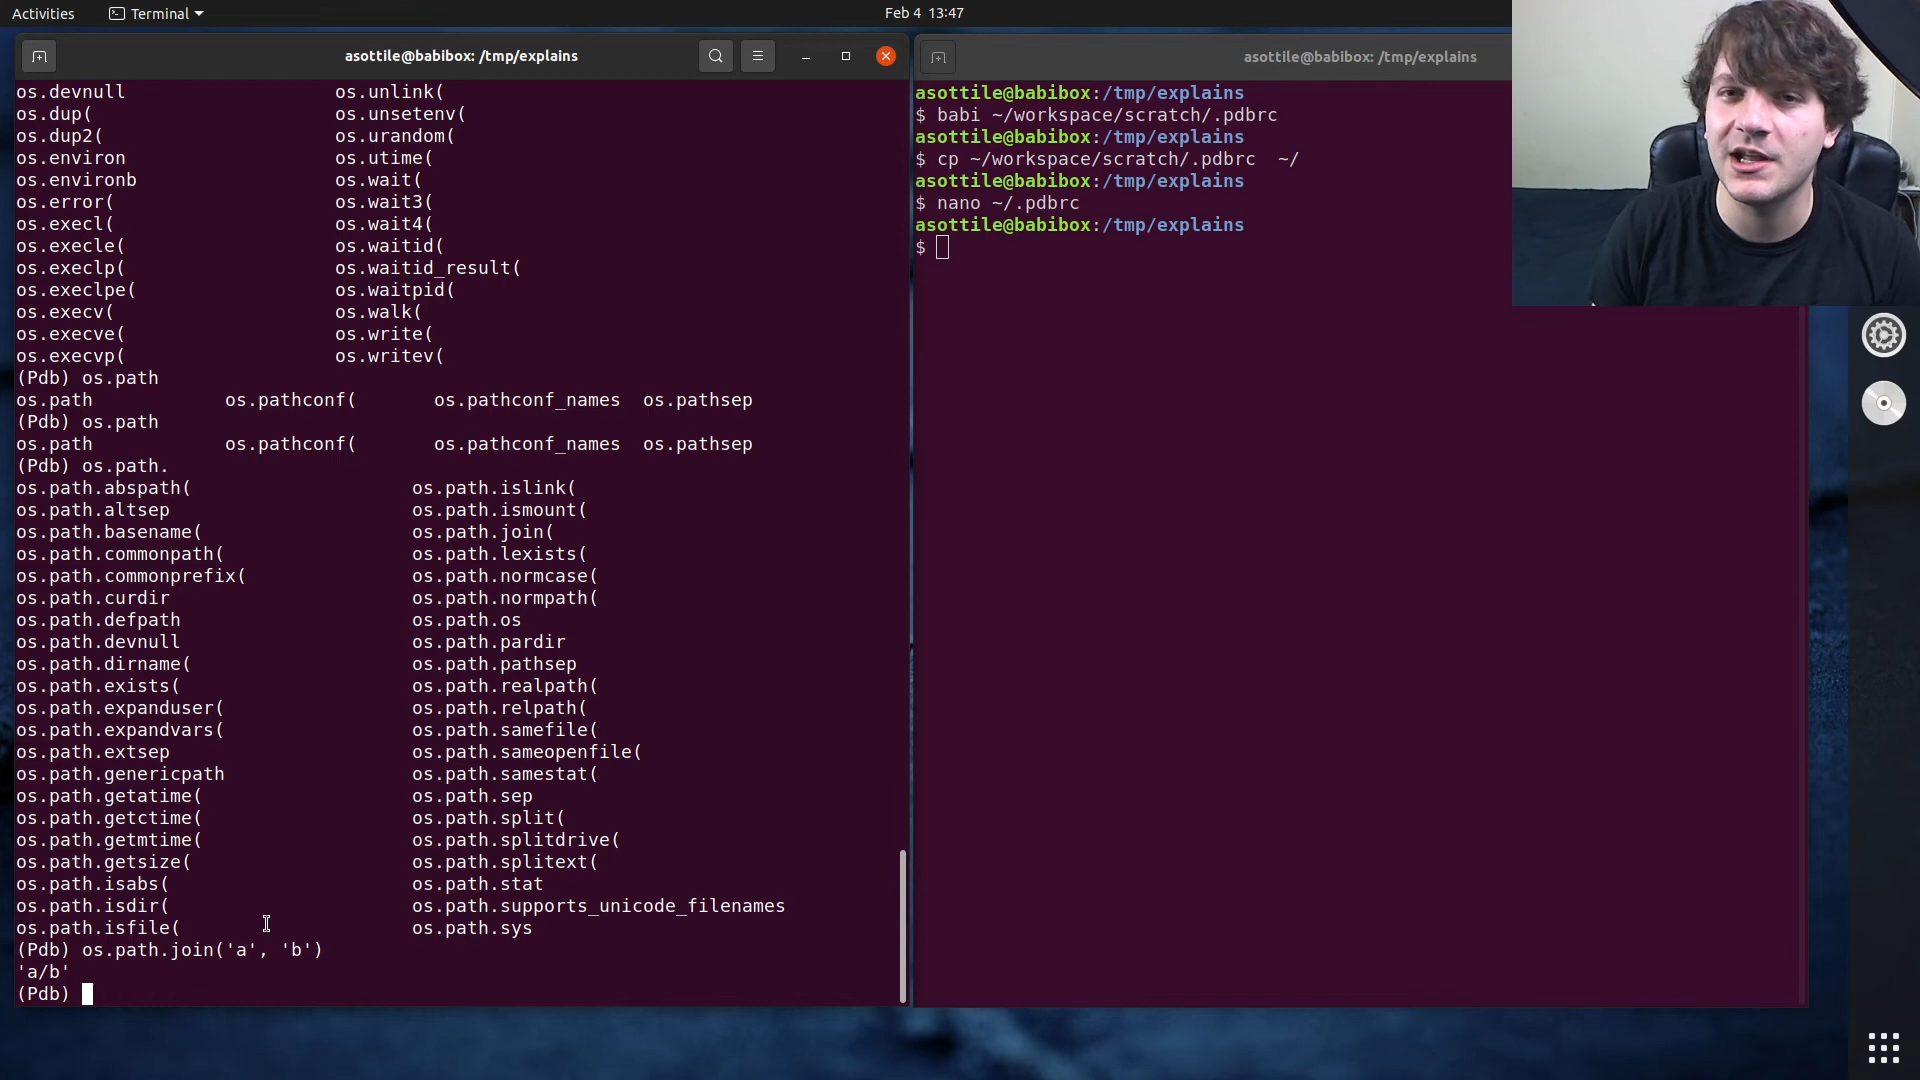 Activities
Terminal
Feb 4 13:47
asottile@babibox: /tmp/explains
os.devnull os.unlink(
os.dup( os.unsetenv(
os.dup2( os.urandom(
os.environ os.utime(
os.environb os.wait(
os.error( os.wait3(
os.execl( os.wait4(
os.execle( os.waitid(
os.execlp( os.waitid_result(
os.execlpe( os.waitpid(
os.execv( os.walk(
os.execve( os.write(
os.execvp( os.writev(
(Pdb) os.path
os.path os.pathconf( os.pathconf_names os.pathsep
(Pdb) os.path
os.path os.pathconf( os.pathconf_names os.pathsep
(Pdb) os.path.
os.path.abspath( os.path.islink(
os.path.altsep os.path.ismount(
os.path.basename( os.path.join(
os.path.commonpath( os.path.lexists(
os.path.commonprefix( os.path.normcase(
os.path.curdir os.path.normpath(
os.path.defpath os.path.os
os.path.devnull os.path.pardir
os.path.dirname( os.path.pathsep
os.path.exists( os.path.realpath(
os.path.expanduser( os.path.relpath(
os.path.expandvars( os.path.samefile(
os.path.extsep os.path.sameopenfile(
os.path.genericpath os.path.samestat(
os.path.getatime( os.path.sep
os.path.getctime( os.path.split(
os.path.getmtime( os.path.splitdrive(
os.path.getsize( os.path.splitext(
os.path.isabs( os.path.stat
os.path.isdir( os.path.supports_unicode_filenames
os.path.isfile( os.path.sys
(Pdb) os.path.join('a', 'b')
'a/b'
(Pdb)
asottile@babibox: /tmp/explains
asottile@babibox:/tmp/explains
$ babi ~/workspace/scratch/.pdbrc
asottile@babibox:/tmp/explains
$ cp ~/workspace/scratch/.pdbrc  ~/
asottile@babibox:/tmp/explains
$ nano ~/.pdbrc
asottile@babibox:/tmp/explains
$